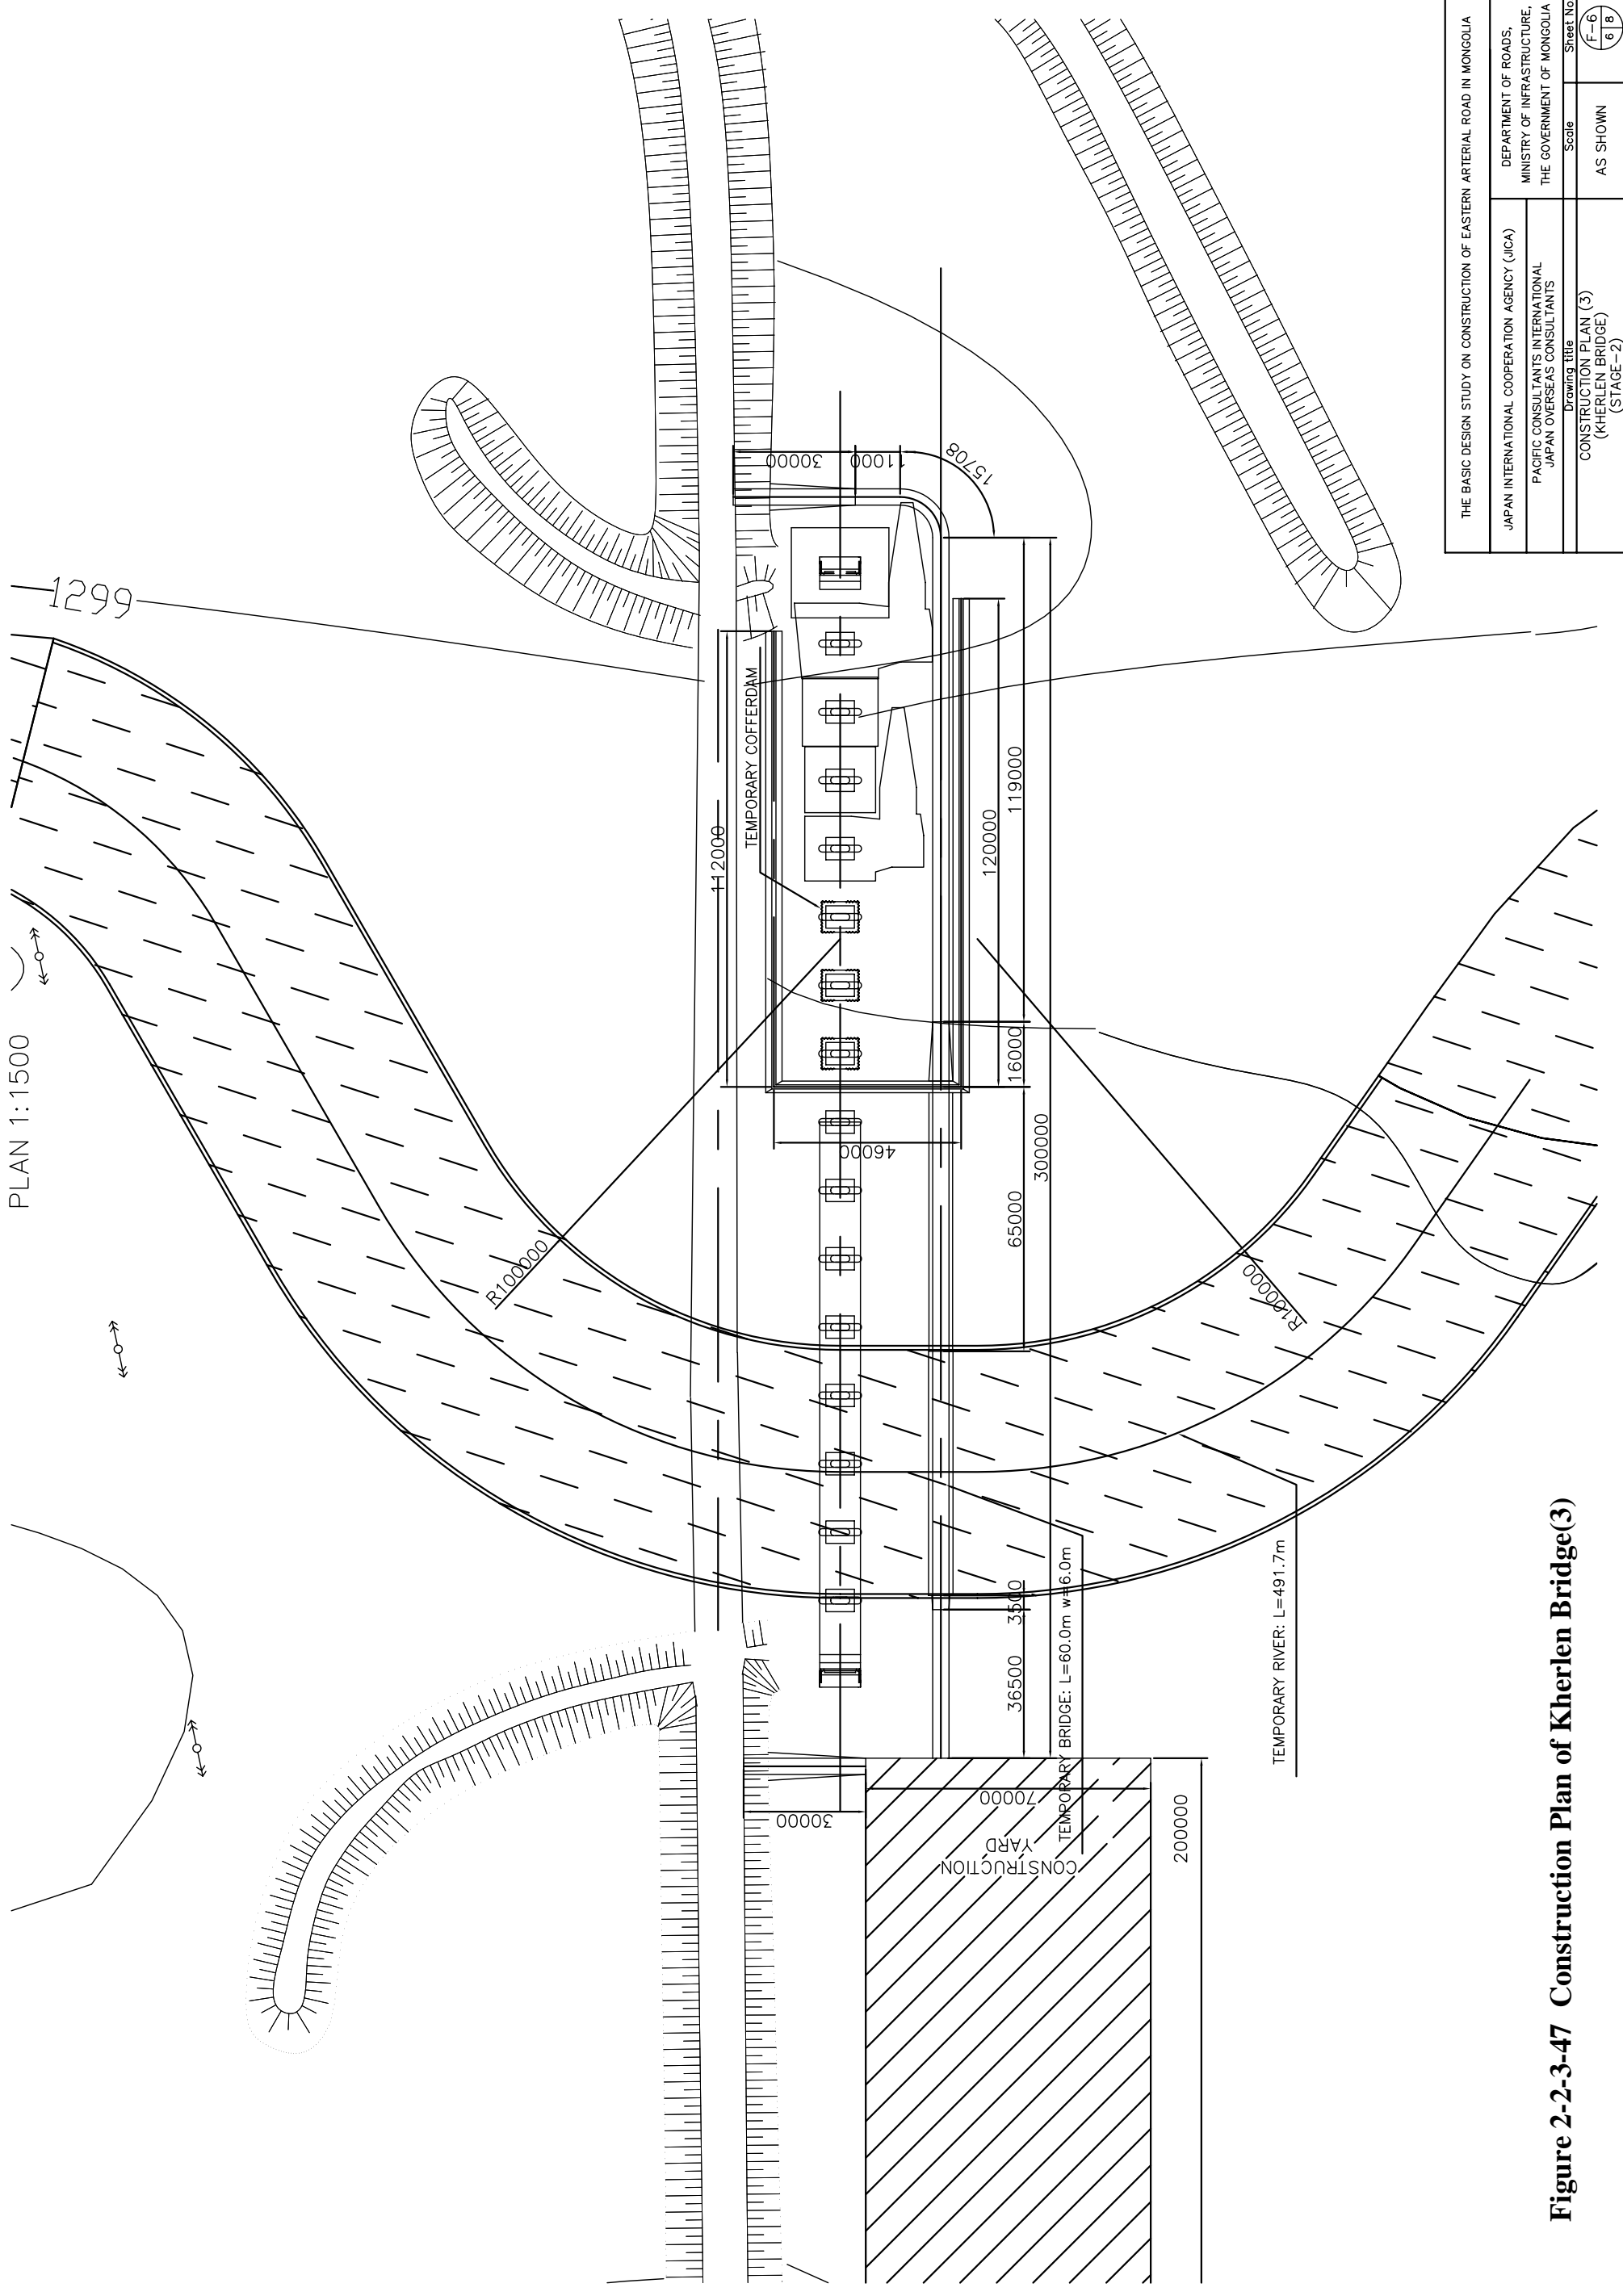 PLAN 1:1500
1299
112000
TEMPORARY COFFERDAM
30000
11000
15708
119000
120000
16000
46000
65000
300000
R100000
R100000
36500
3500
TEMPORARY BRIDGE: L=60.0m w=6.0m
TEMPORARY RIVER: L=491.7m
30000
70000
CONSTRUCTION
YARD
200000
Figure 2-2-3-47 Construction Plan of Kherlen Bridge(3)
THE BASIC DESIGN STUDY ON CONSTRUCTION OF EASTERN ARTERIAL ROAD IN MONGOLIA
JAPAN INTERNATIONAL COOPERATION AGENCY (JICA)
DEPARTMENT OF ROADS,
MINISTRY OF INFRASTRUCTURE,
THE GOVERNMENT OF MONGOLIA
PACIFIC CONSULTANTS INTERNATIONAL
JAPAN OVERSEAS CONSULTANTS
Drawing title
Scale
Sheet No
CONSTRUCTION PLAN (3)
(KHERLEN BRIDGE)
(STAGE-2)
AS SHOWN
F-6
6 8